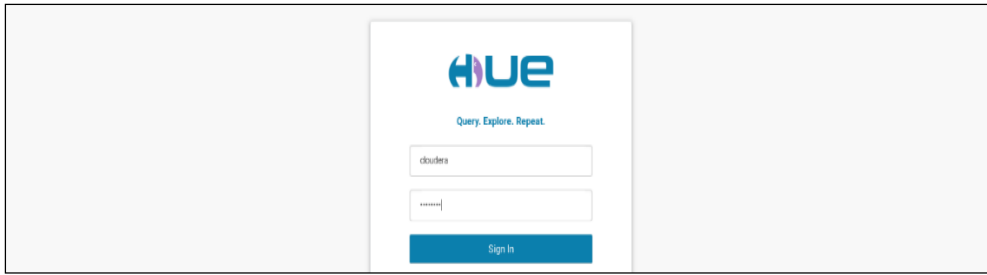 HUE
Query. Explore. Repeat.
cloudera
••••••••
Sign In